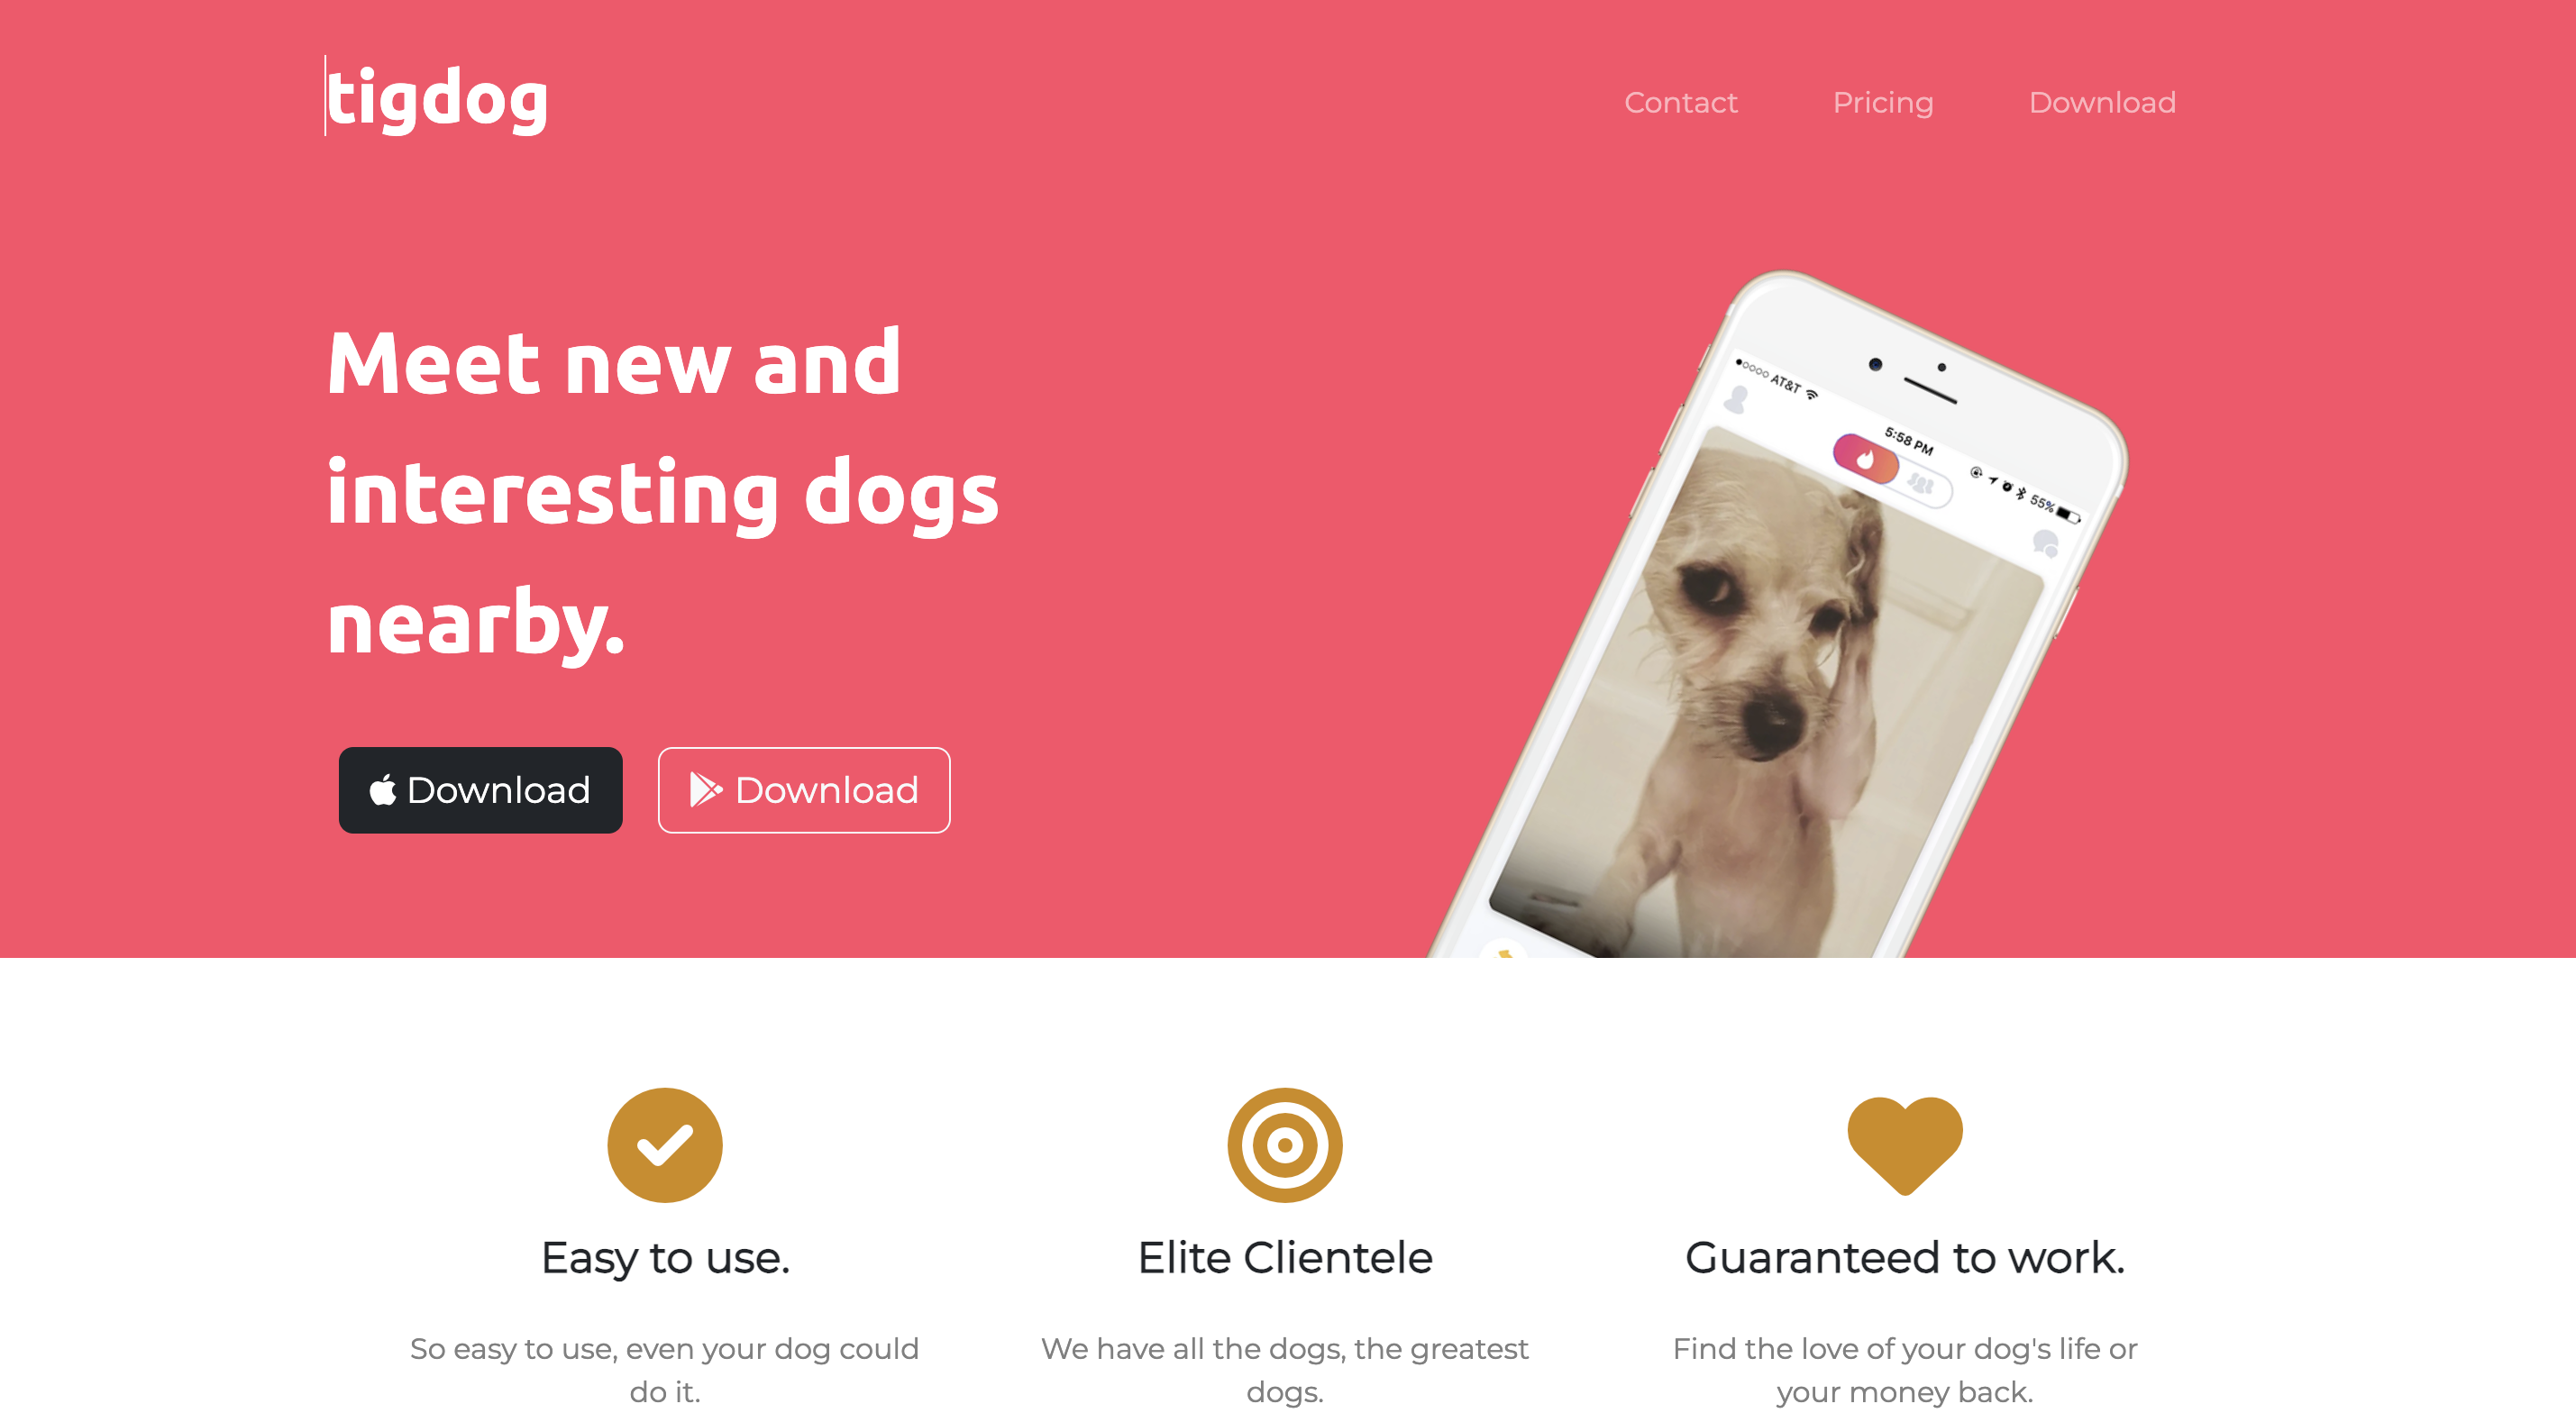 tigdog
Contact Pricing Download
Meet new and
interesting dogs
nearby.
●○○○○ AT&T
5:58 PM
55%
Download Download
Easy to use.
So easy to use, even your dog could
do it.
Elite Clientele
We have all the dogs, the greatest
dogs.
Guaranteed to work.
Find the love of your dog's life or
your money back.